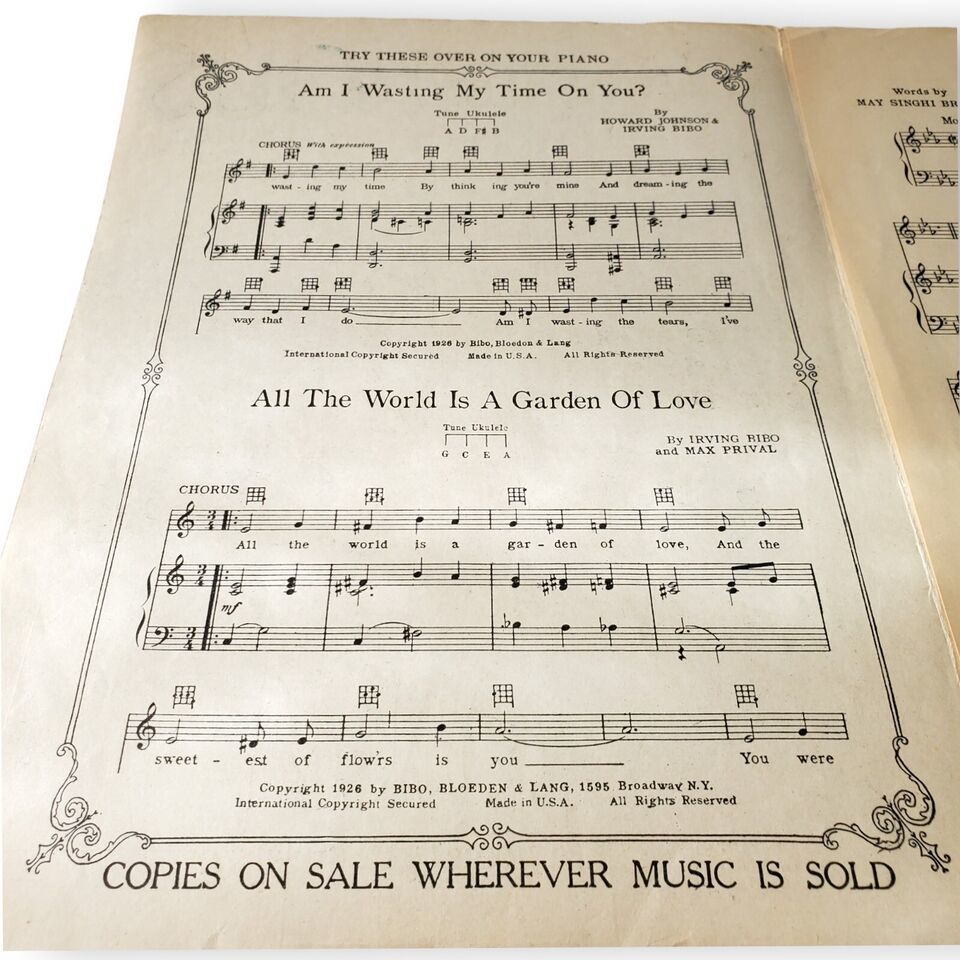 TRY THESE OVER ON YOUR PIANO
Am I Wasting My Time On You?
Tune Ukulele
A D F♯ B
By
HOWARD JOHNSON &
IRVING BIBO
CHORUS With expression
wast - ing my time By think ing you're mine And dream - ing the
way that I do Am I wast - ing the tears, I've
Copyright 1926 by Bibo, Bloedon & Lang
International Copyright Secured Made in U.S.A. All Rights Reserved
All The World Is A Garden Of Love
Tune Ukulele
G C E A
By IRVING BIBO
and MAX PRIVAL
CHORUS
All the world is a gar - den of love, And the
mf
sweet - est of flow'rs is you You were
Copyright 1926 by BIBO, BLOEDEN & LANG, 1595 Broadway N.Y.
International Copyright Secured Made in U.S.A. All Rights Reserved
COPIES ON SALE WHEREVER MUSIC IS SOLD
Words by
MAY SINGHI BR
Mo